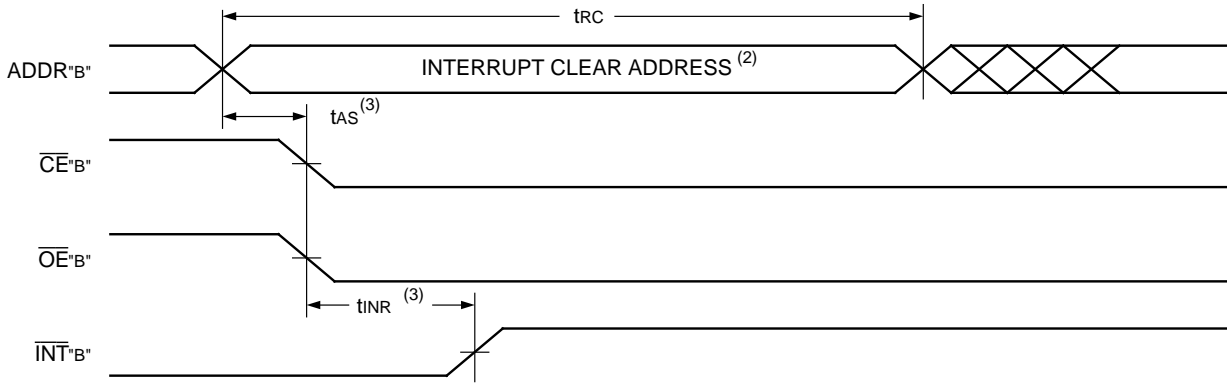 tRC
ADDR"B"
INTERRUPT CLEAR ADDRESS (2)
tAS(3)
CE"B"
OE"B"
tINR (3)
INT"B"